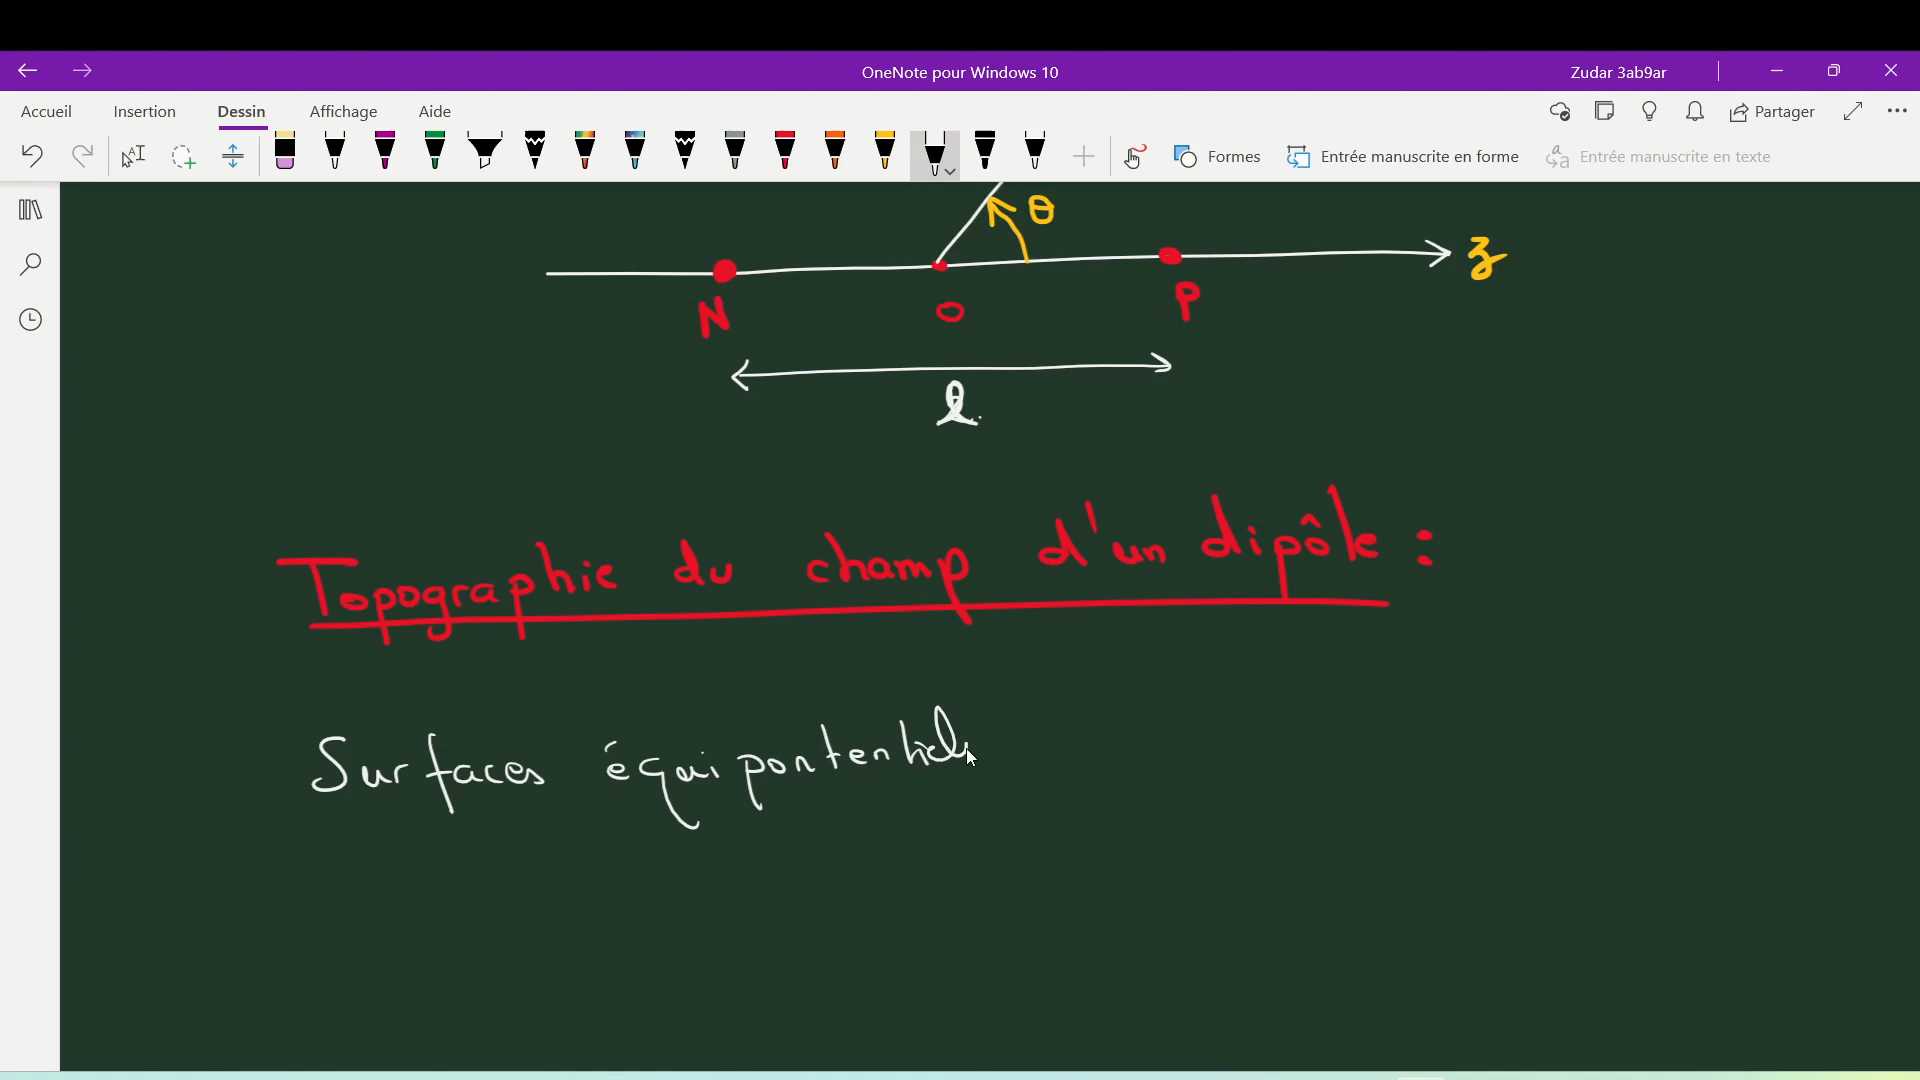 OneNote pour Windows 10
Zudar 3ab9ar
Accueil Insertion Dessin Affichage Aide
Partager
Formes Entrée manuscrite en forme Entrée manuscrite en texte
θ
z
N O P
l
Topographie du champ d'un dipôle :
Surfaces équipontentiels